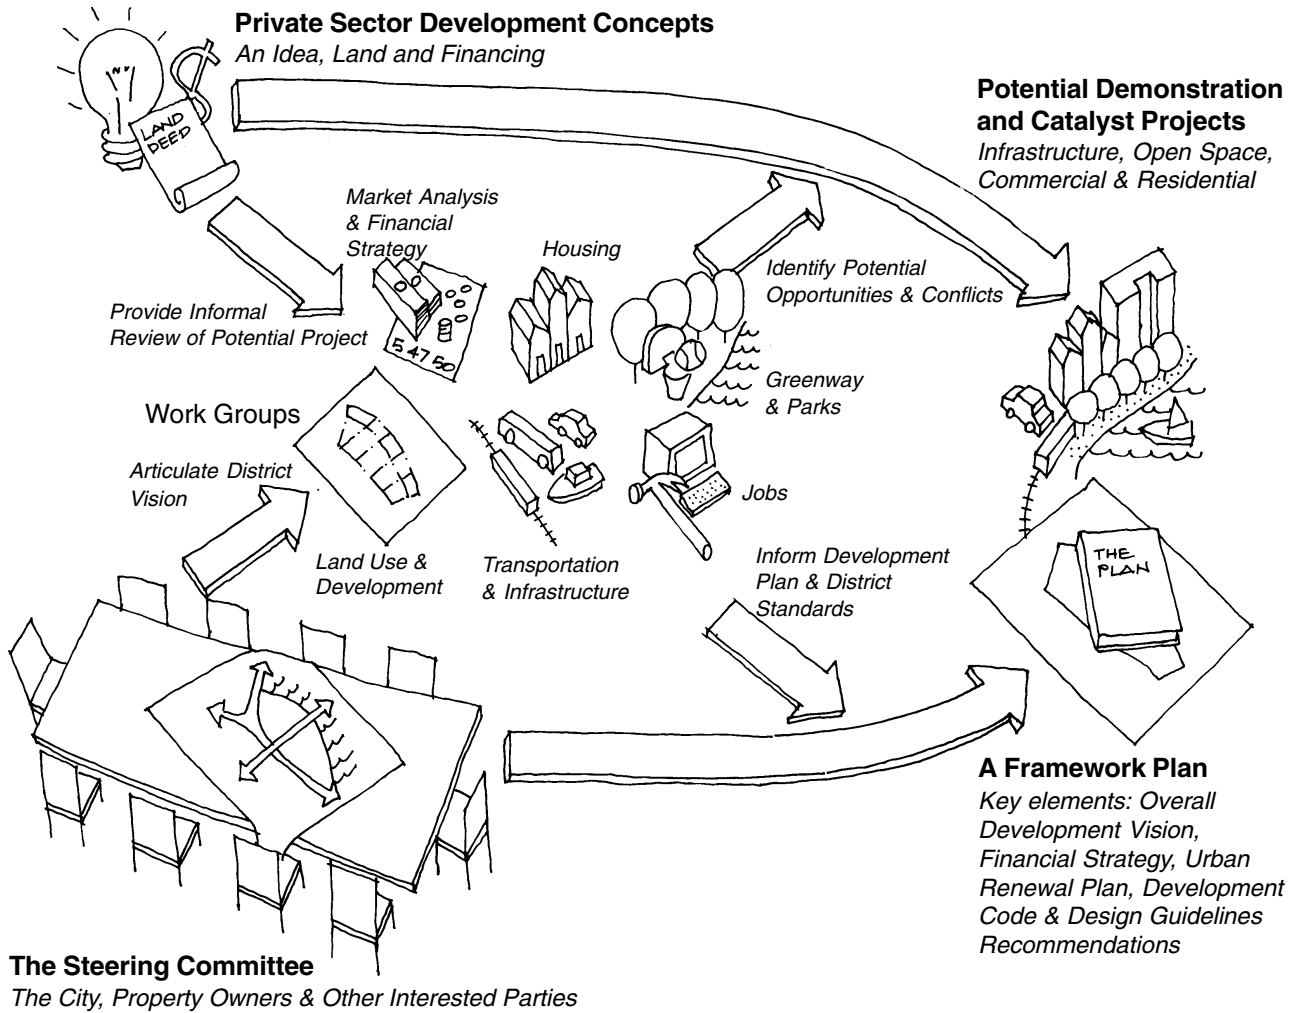 Private Sector Development Concepts
An Idea, Land and Financing
LAND
DEED
Potential Demonstration
and Catalyst Projects
Infrastructure, Open Space,
Commercial & Residential
Market Analysis
& Financial
Strategy
Housing
Identify Potential
Opportunities & Conflicts
Provide Informal
Review of Potential Project
5 47 50
Greenway
& Parks
Work Groups
Articulate District
Vision
Jobs
Land Use &
Development
Transportation
& Infrastructure
Inform Development
Plan & District
Standards
THE
PLAN
A Framework Plan
Key elements: Overall
Development Vision,
Financial Strategy, Urban
Renewal Plan, Development
Code & Design Guidelines
Recommendations
The Steering Committee
The City, Property Owners & Other Interested Parties